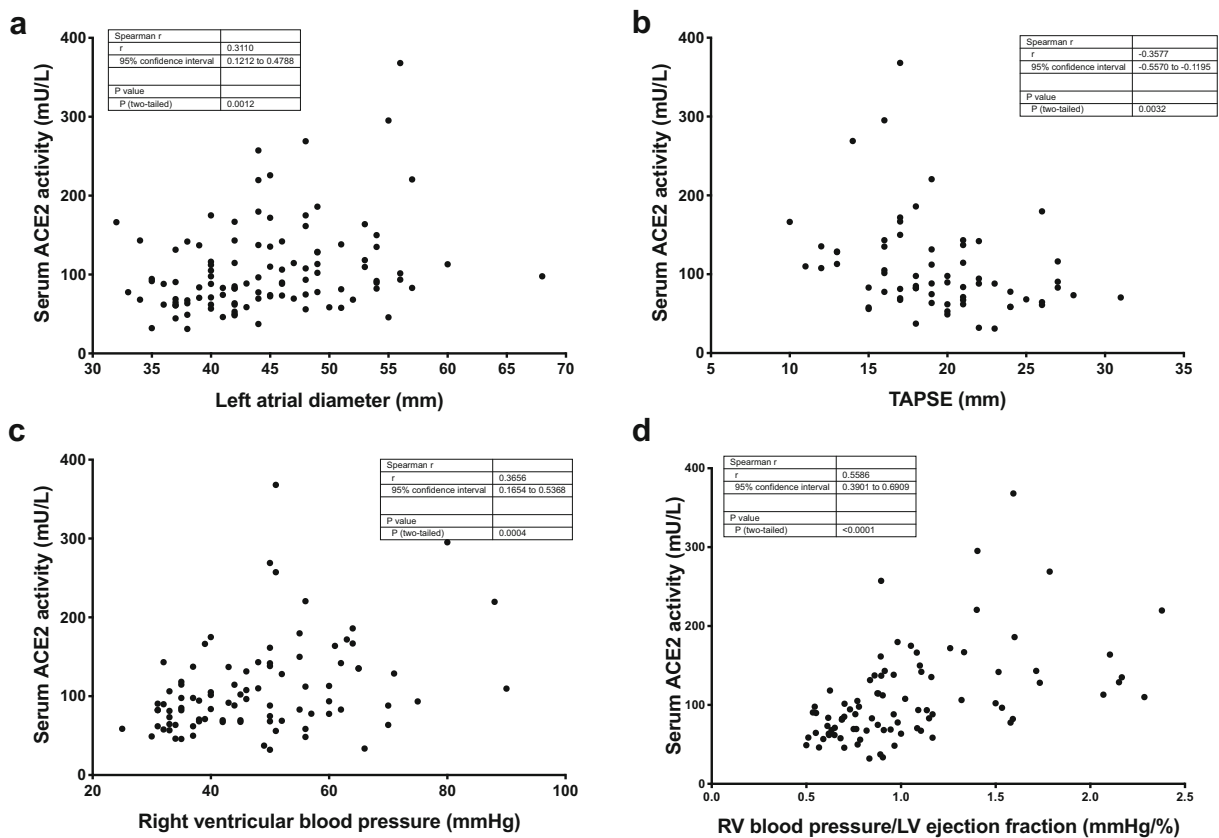 a
Spearman r
r 0.3110
95% confidence interval 0.1212 to 0.4788
P value
P (two-tailed) 0.0012
400
300
200
100
0
30 35 40 45 50 55 60 65 70
Serum ACE2 activity (mU/L)
Left atrial diameter (mm)
b
Spearman r
r -0.3577
95% confidence interval -0.5570 to -0.1195
P value
P (two-tailed) 0.0032
400
300
200
100
0
5 10 15 20 25 30 35
Serum ACE2 activity (mU/L)
TAPSE (mm)
c
Spearman r
r 0.3656
95% confidence interval 0.1654 to 0.5368
P value
P (two-tailed) 0.0004
400
300
200
100
0
20 40 60 80 100
Serum ACE2 activity (mU/L)
Right ventricular blood pressure (mmHg)
d
Spearman r
r 0.5586
95% confidence interval 0.3901 to 0.6909
P value
P (two-tailed) <0.0001
400
300
200
100
0
0.0 0.5 1.0 1.5 2.0 2.5
Serum ACE2 activity (mU/L)
RV blood pressure/LV ejection fraction (mmHg/%)